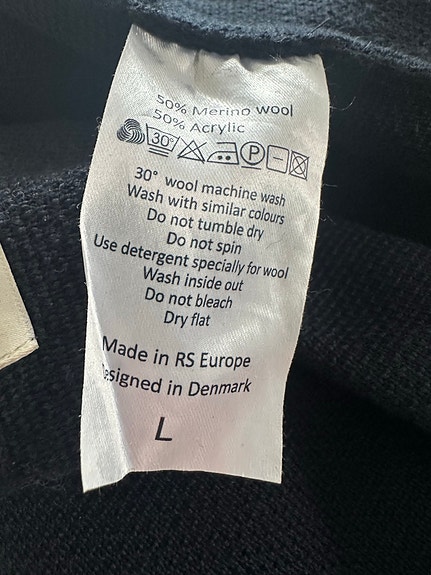 50% Merino wool
50% Acrylic
30°
P
30° wool machine wash
Wash with similar colours
Do not tumble dry
Do not spin
Use detergent specially for wool
Wash inside out
Do not bleach
Dry flat
Made in RS Europe
esigned in Denmark
L